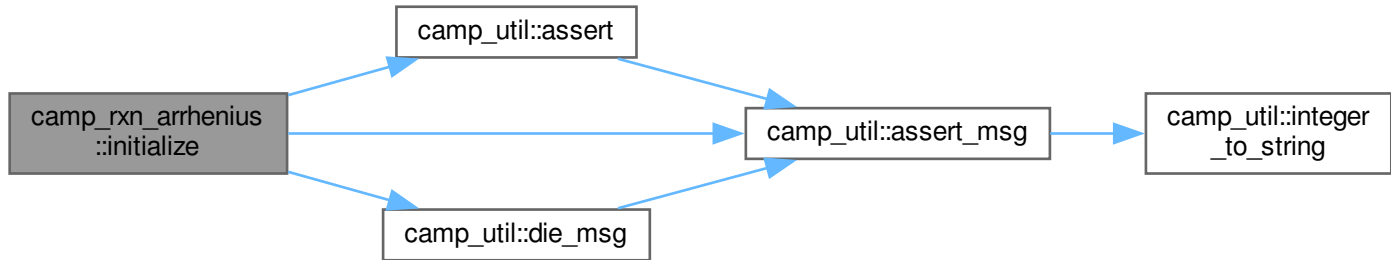 camp_rxn_arrhenius
::initialize
camp_util::assert
camp_util::die_msg
camp_util::assert_msg
camp_util::integer
_to_string